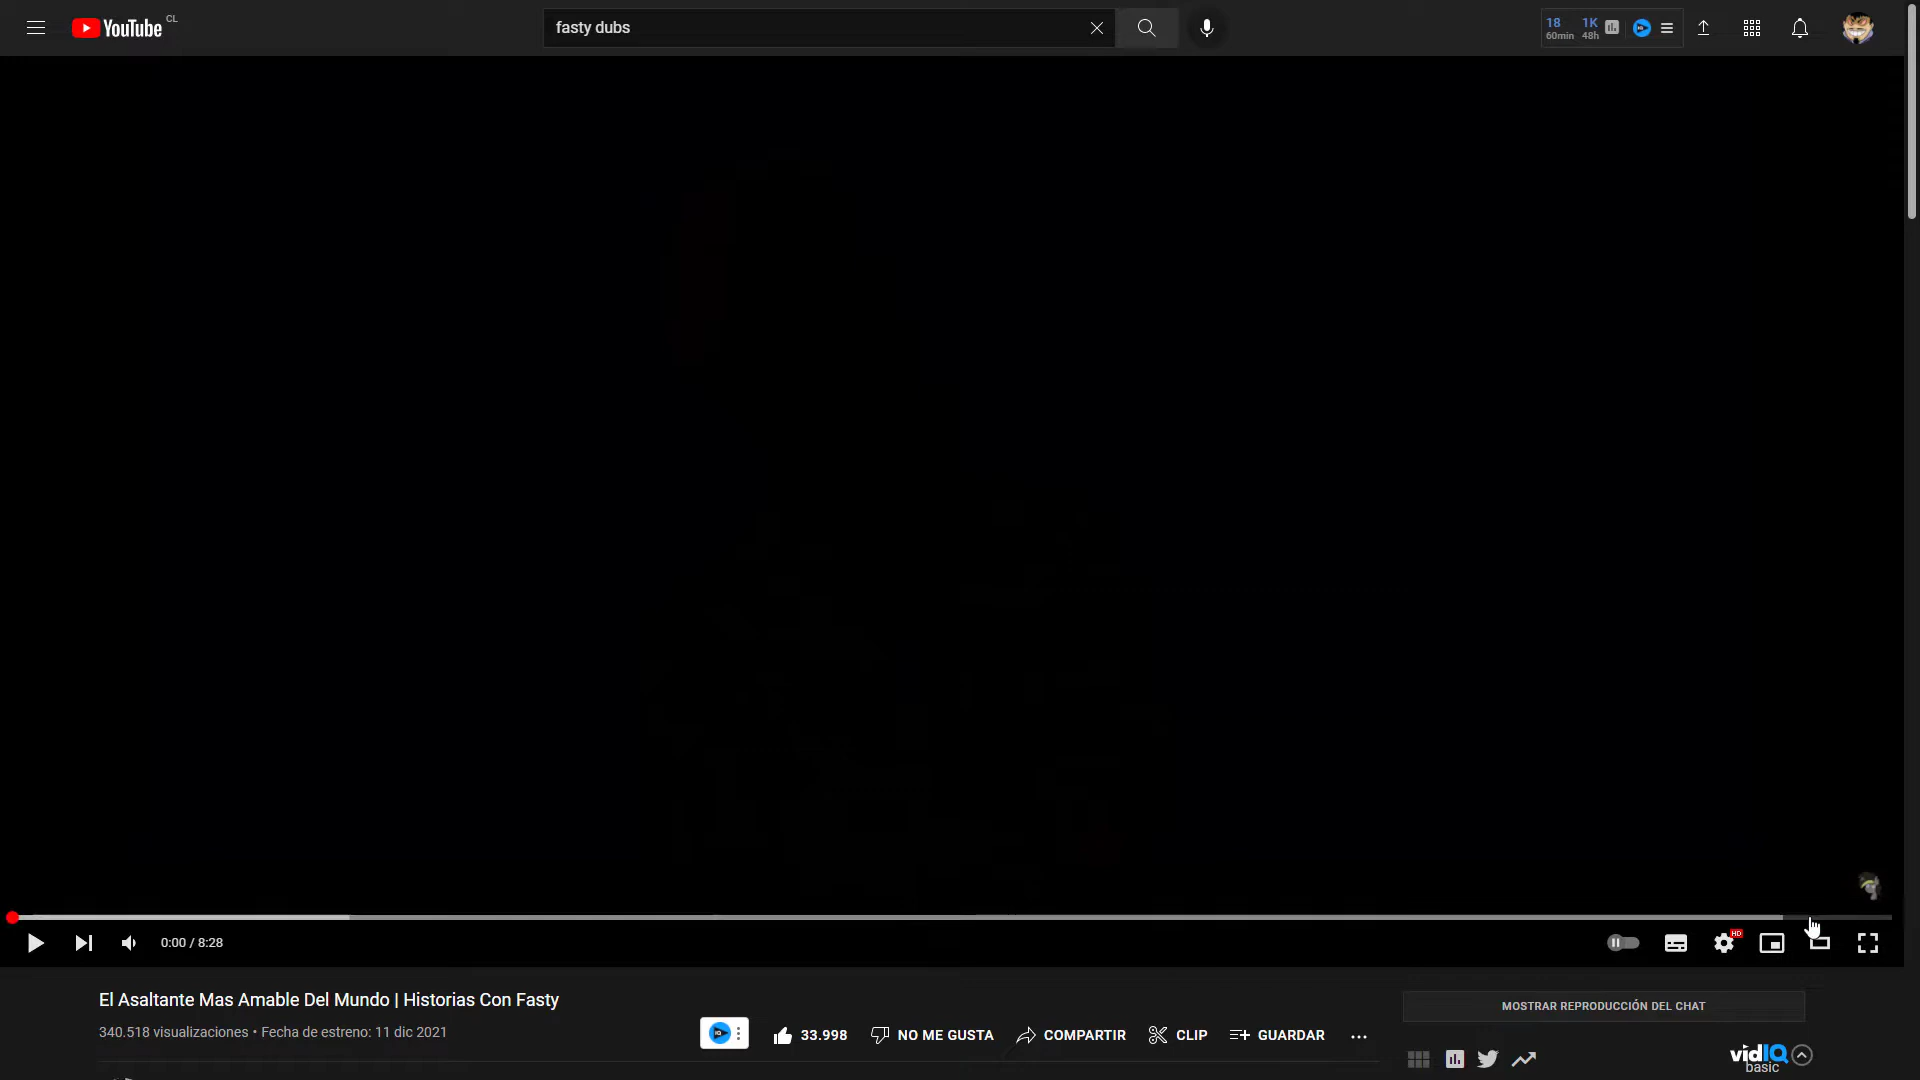 YouTube CL
fasty dubs
18 1K
60min 48h
0:00 / 8:28
HD
El Asaltante Mas Amable Del Mundo | Historias Con Fasty
340.518 visualizaciones • Fecha de estreno: 11 dic 2021
33.998 NO ME GUSTA COMPARTIR CLIP GUARDAR
MOSTRAR REPRODUCCIÓN DEL CHAT
vidIQ
basic